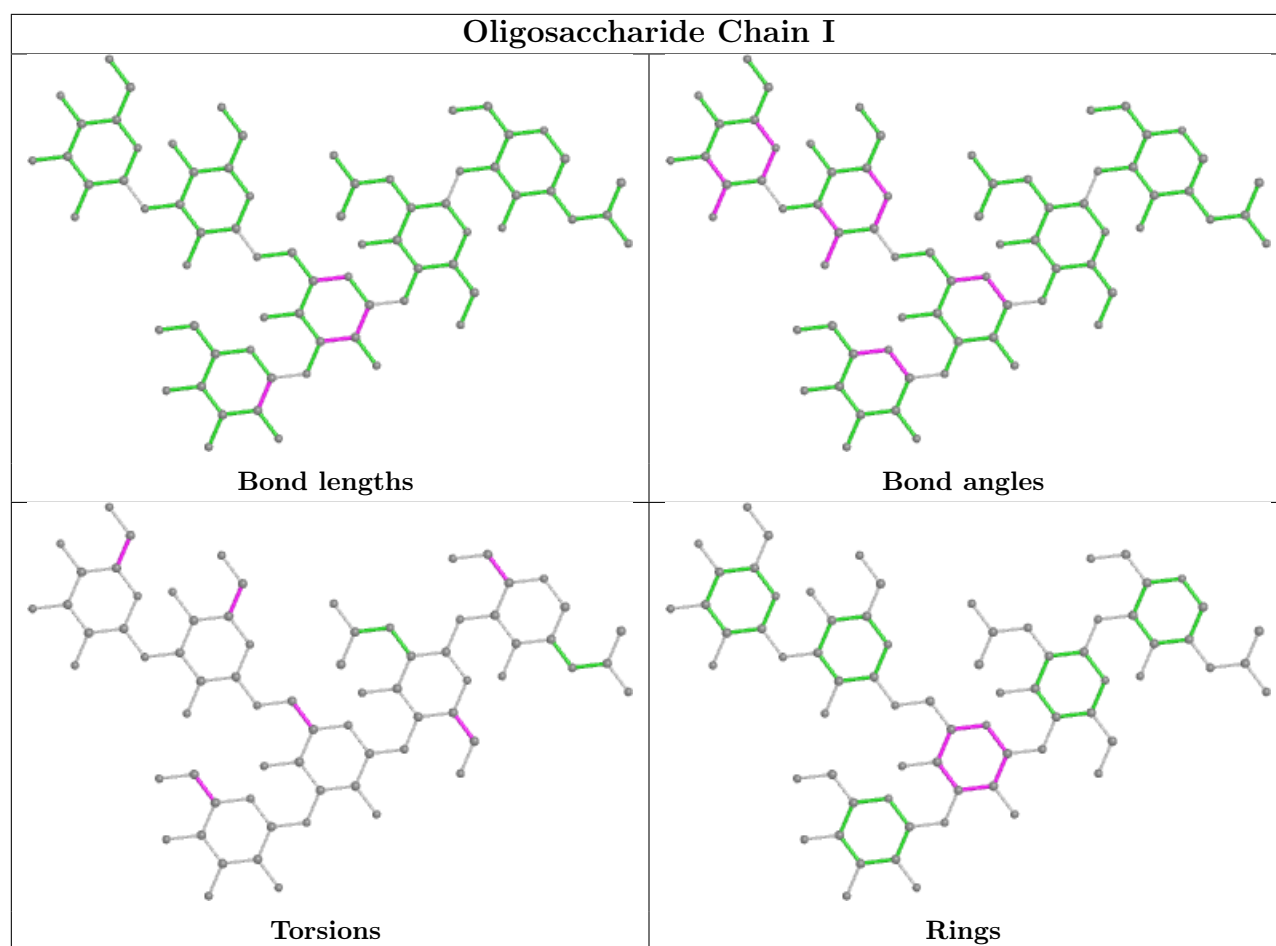 Oligosaccharide Chain I
Bond lengths
Bond angles
Torsions
Rings